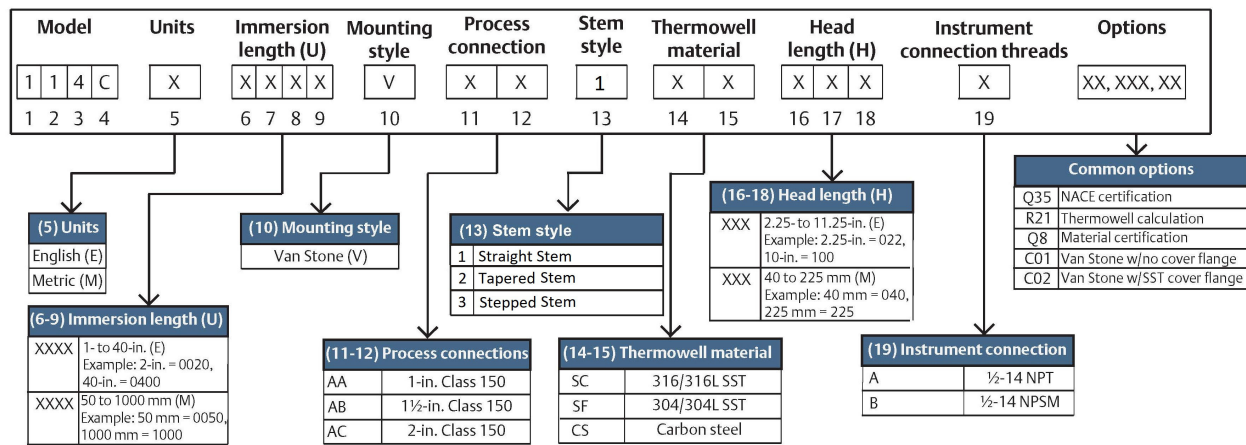 Model Units Immersion length (U) Mounting style Process connection Stem style Thermowell material Head length (H) Instrument connection threads Options
1 1 4 C X X X X X V X X 1 X X X X X X XX, XXX, XX
1 2 3 4 5 6 7 8 9 10 11 12 13 14 15 16 17 18 19
(5) Units
English (E)
Metric (M)
(6-9) Immersion length (U)
XXXX 1- to 40-in. (E)
Example: 2-in. = 0020,
40-in. = 0400
XXXX 50 to 1000 mm (M)
Example: 50 mm = 0050,
1000 mm = 1000
(10) Mounting style
Van Stone (V)
(11-12) Process connections
AA 1-in. Class 150
AB 1½-in. Class 150
AC 2-in. Class 150
(13) Stem style
1 Straight Stem
2 Tapered Stem
3 Stepped Stem
(14-15) Thermowell material
SC 316/316L SST
SF 304/304L SST
CS Carbon steel
(16-18) Head length (H)
XXX 2.25- to 11.25-in. (E)
Example: 2.25-in. = 022,
10-in. = 100
XXX 40 to 225 mm (M)
Example: 40 mm = 040,
225 mm = 225
(19) Instrument connection
A ½-14 NPT
B ½-14 NPSM
Common options
Q35 NACE certification
R21 Thermowell calculation
Q8 Material certification
C01 Van Stone w/no cover flange
C02 Van Stone w/SST cover flange